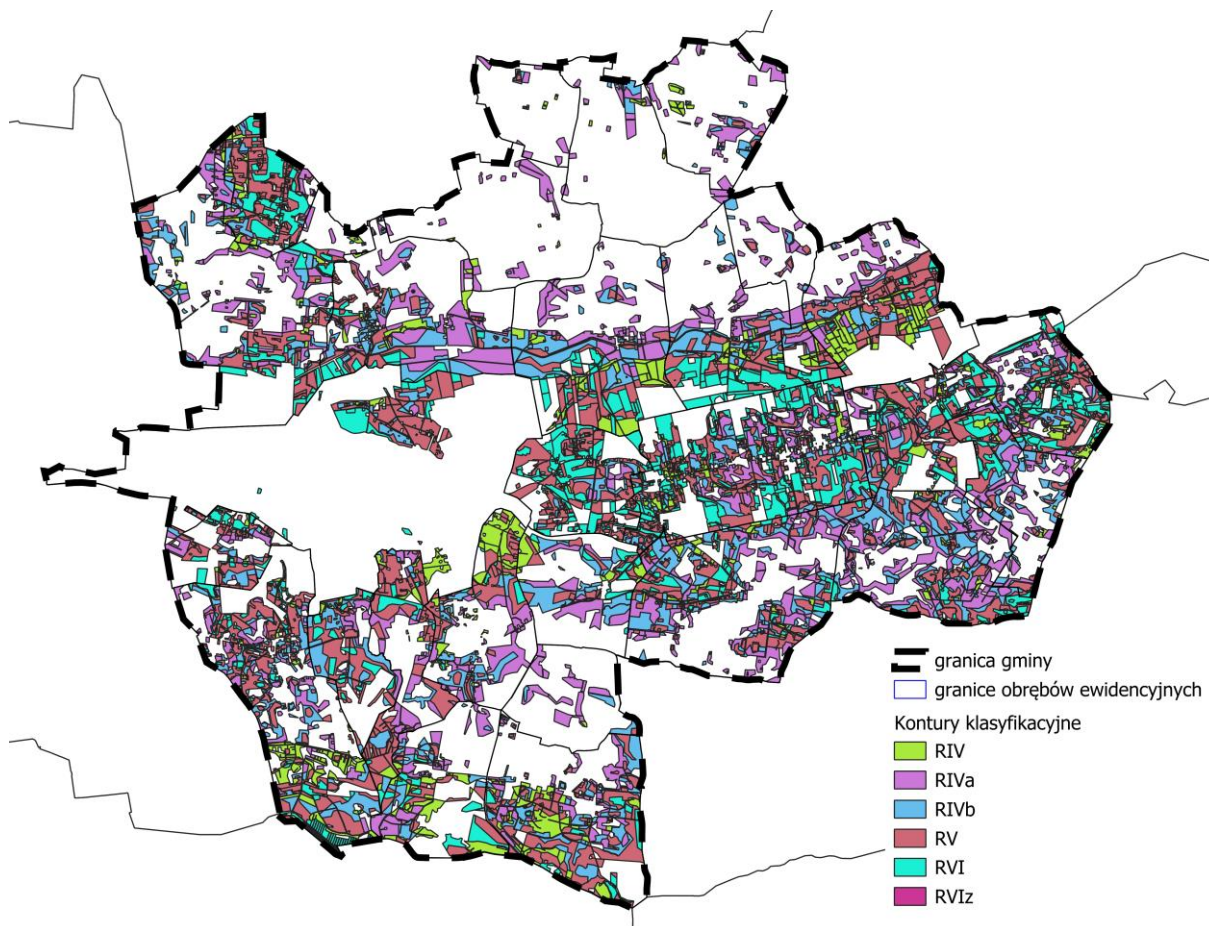 granica gminy
granice obrębów ewidencyjnych
Kontury klasyfikacyjne
RIV
RIVa
RIVb
RV
RVI
RVIz